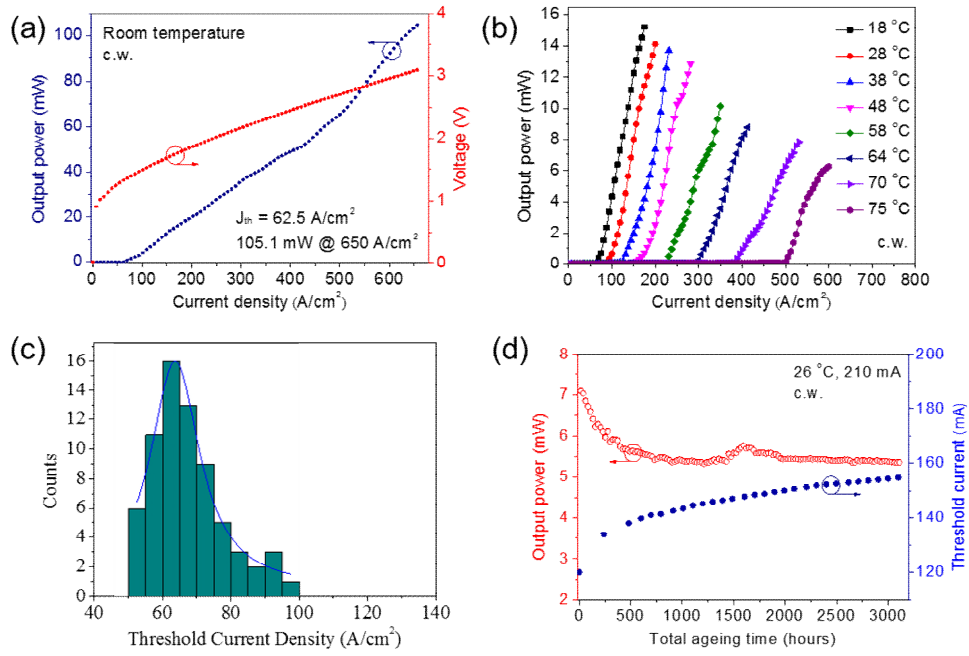 (a)
Room temperature
c.w.
Jth = 62.5 A/cm²
105.1 mW @ 650 A/cm²
Output power (mW)
0
20
40
60
80
100
Voltage (V)
0
1
2
3
4
0 100 200 300 400 500 600
Current density (A/cm²)
(b)
18 °C
28 °C
38 °C
48 °C
58 °C
64 °C
70 °C
75 °C
c.w.
Output power (mW)
16
14
12
10
8
6
4
2
0
0 100 200 300 400 500 600 700 800
Current density (A/cm²)
(c)
Counts
16
14
12
10
8
6
4
2
0
40 60 80 100 120 140
Threshold Current Density (A/cm²)
(d)
26 °C, 210 mA
c.w.
Output power (mW)
8
7
6
5
4
3
2
Threshold current (mA)
200
180
160
140
120
0 500 1000 1500 2000 2500 3000
Total ageing time (hours)